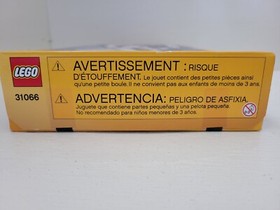 LEGO
31066
AVERTISSEMENT : RISQUE
D'ÉTOUFFEMENT. Le jouet contient des petites pièces ainsi
qu'une petite boule. Il ne convient pas aux enfants de moins de 3 ans.
ADVERTENCIA: PELIGRO DE ASFIXIA.
Juguete que contiene partes pequeñas y una pelota pequeña.
No recomendado para niños menores de 3 años.